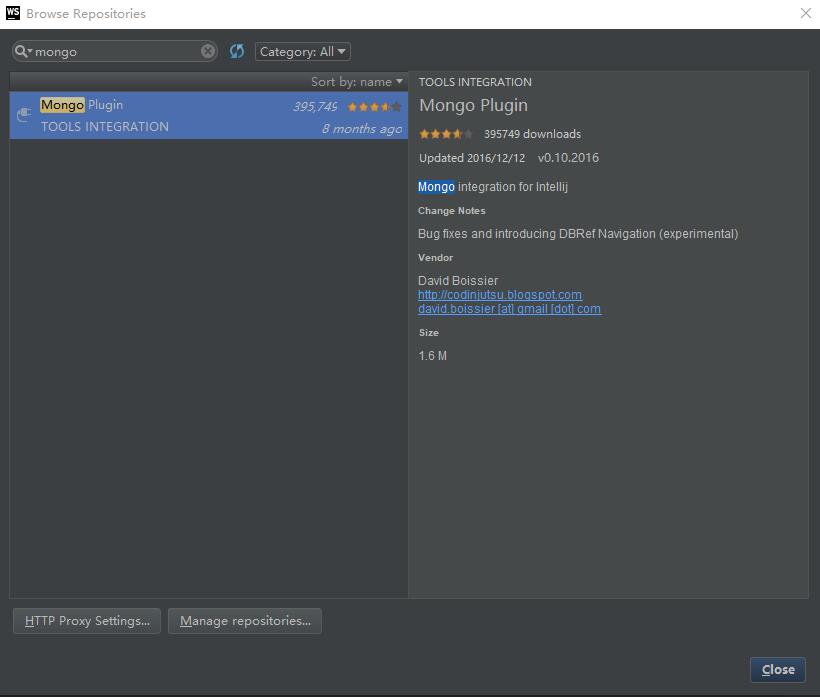 WS Browse Repositories
mongo
Category: All
Sort by: name
Mongo Plugin 395,749
TOOLS INTEGRATION 8 months ago
TOOLS INTEGRATION
Mongo Plugin
395749 downloads
Updated 2016/12/12 v0.10.2016
Mongo integration for Intellij
Change Notes
Bug fixes and introducing DBRef Navigation (experimental)
Vendor
David Boissier
http://codinjutsu.blogspot.com
david.boissier [at] gmail [dot] com
Size
1.6 M
HTTP Proxy Settings... Manage repositories...
Close